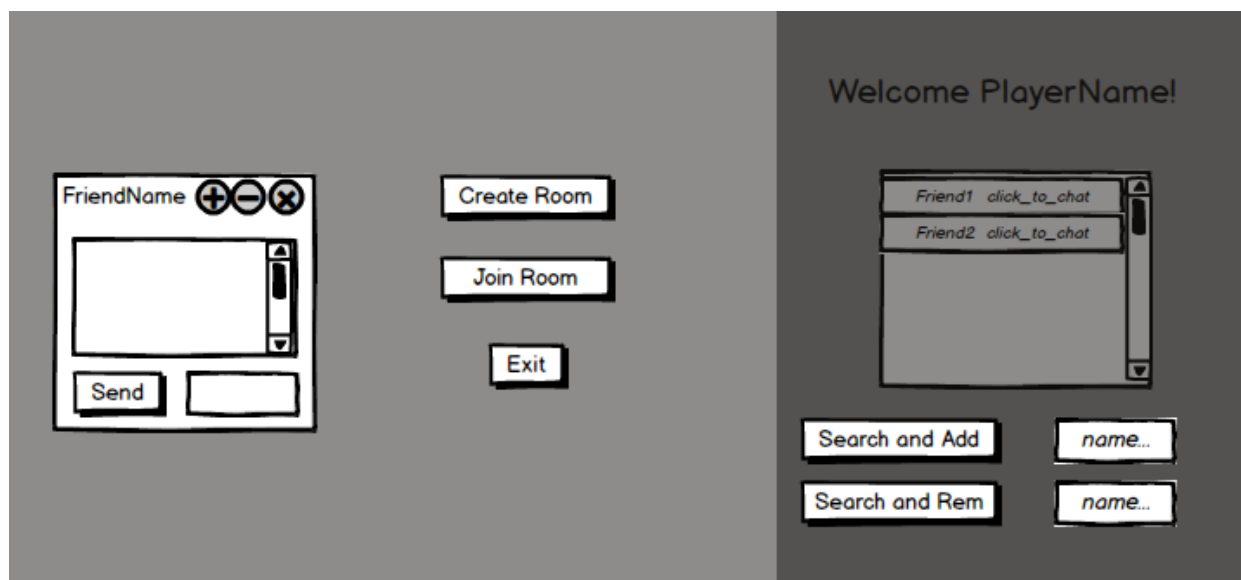 Welcome PlayerName!
FriendName
Send
Create Room
Join Room
Exit
Friend1 click_to_chat
Friend2 click_to_chat
Search and Add
name...
Search and Rem
name...